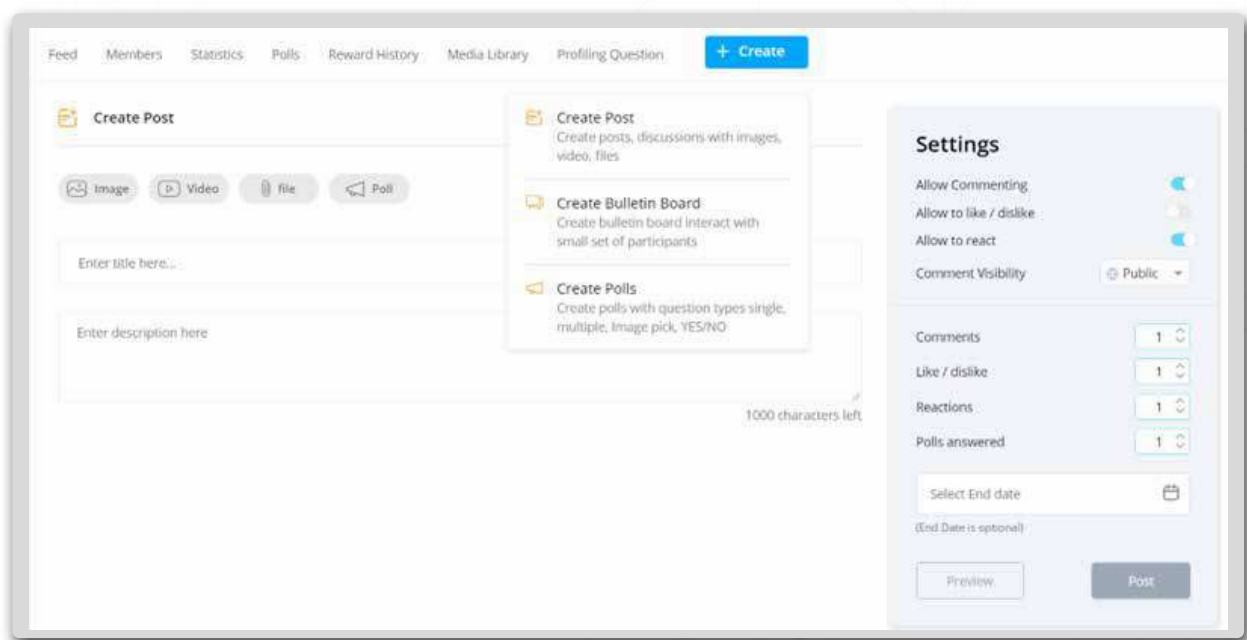 Feed Members Statistics Polls Reward History Media Library Profiling Question + Create
Create Post
Image Video file Poll
Enter title here...
Enter description here
1000 characters left
Create Post
Create posts, discussions with images,
video, files
Create Bulletin Board
Create bulletin board interact with
small set of participants
Create Polls
Create polls with question types single,
multiple, Image pick, YES/NO
Settings
Allow Commenting
Allow to like / dislike
Allow to react
Comment Visibility Public
Comments 1
Like / dislike 1
Reactions 1
Polls answered 1
Select End date
(End Date is optional)
Preview Post